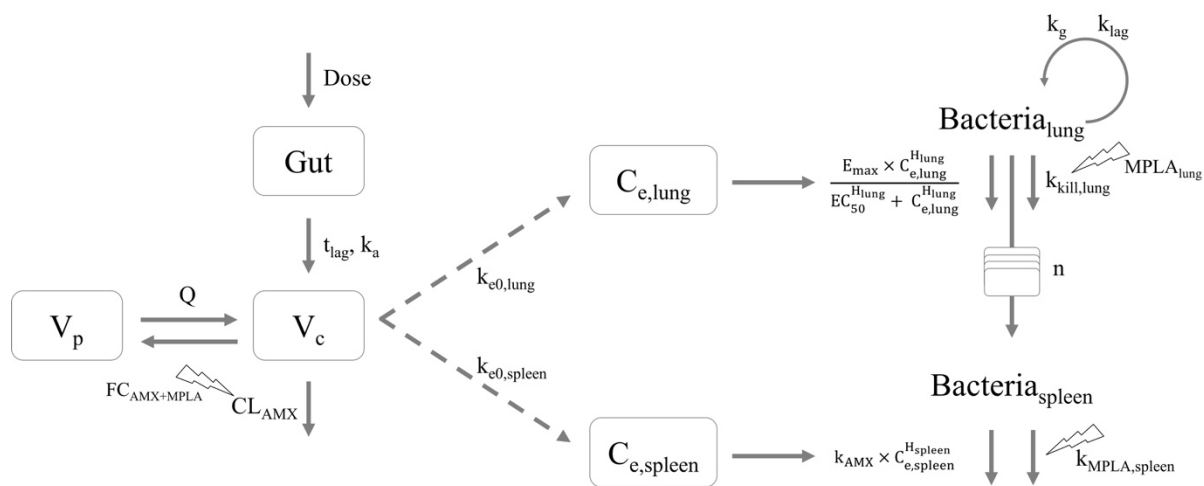 Dose
Gut
t_lag, k_a
V_p
Q
V_c
FC_AMX+MPLA
CL_AMX
k_e0,lung
k_e0,spleen
C_e,lung
C_e,spleen
k_g
k_lag
Bacteria_lung
E_max × C_e,lung^H_lung
EC_50^H_lung + C_e,lung^H_lung
MPLA_lung
k_kill,lung
n
Bacteria_spleen
k_AMX × C_e,spleen^H_spleen
k_MPLA,spleen